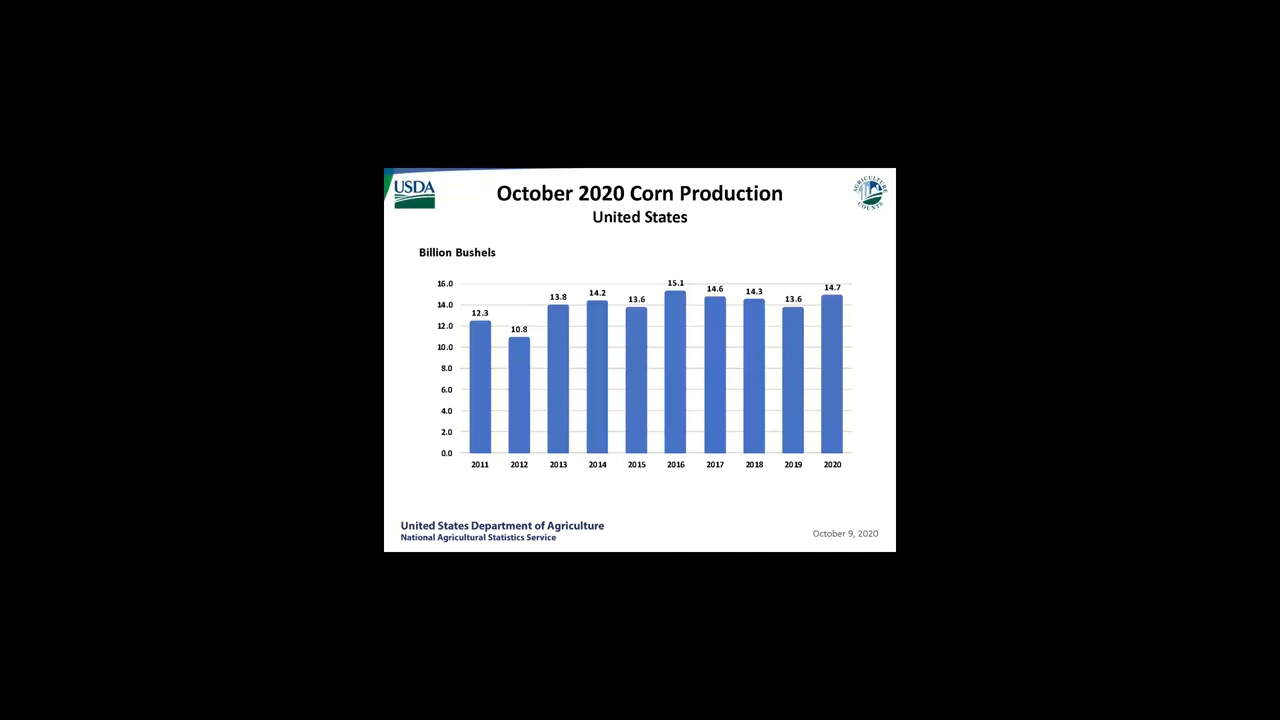 USDA
October 2020 Corn Production
United States
AGRICULTURE
COUNTS
Billion Bushels
16.0
14.0
12.0
10.0
8.0
6.0
4.0
2.0
0.0
12.3
10.8
13.8
14.2
13.6
15.1
14.6
14.3
13.6
14.7
2011 2012 2013 2014 2015 2016 2017 2018 2019 2020
United States Department of Agriculture
National Agricultural Statistics Service
October 9, 2020